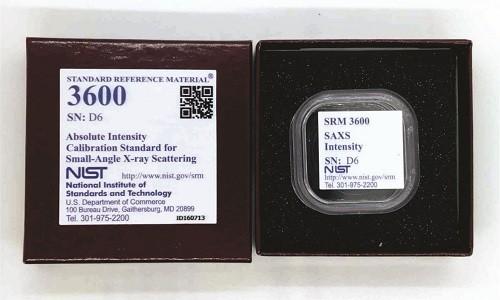 STANDARD REFERENCE MATERIAL®
3600
SN: D6
Absolute Intensity
Calibration Standard for
Small-Angle X-ray Scattering
NIST http://www.nist.gov/srm
National Institute of
Standards and Technology
U.S. Department of Commerce
100 Bureau Drive, Gaithersburg, MD 20899
Tel. 301-975-2200 ID160713
SRM 3600
SAXS
Intensity
SN: D6
NIST
http://www.nist.gov/srm
Tel. 301-975-2200